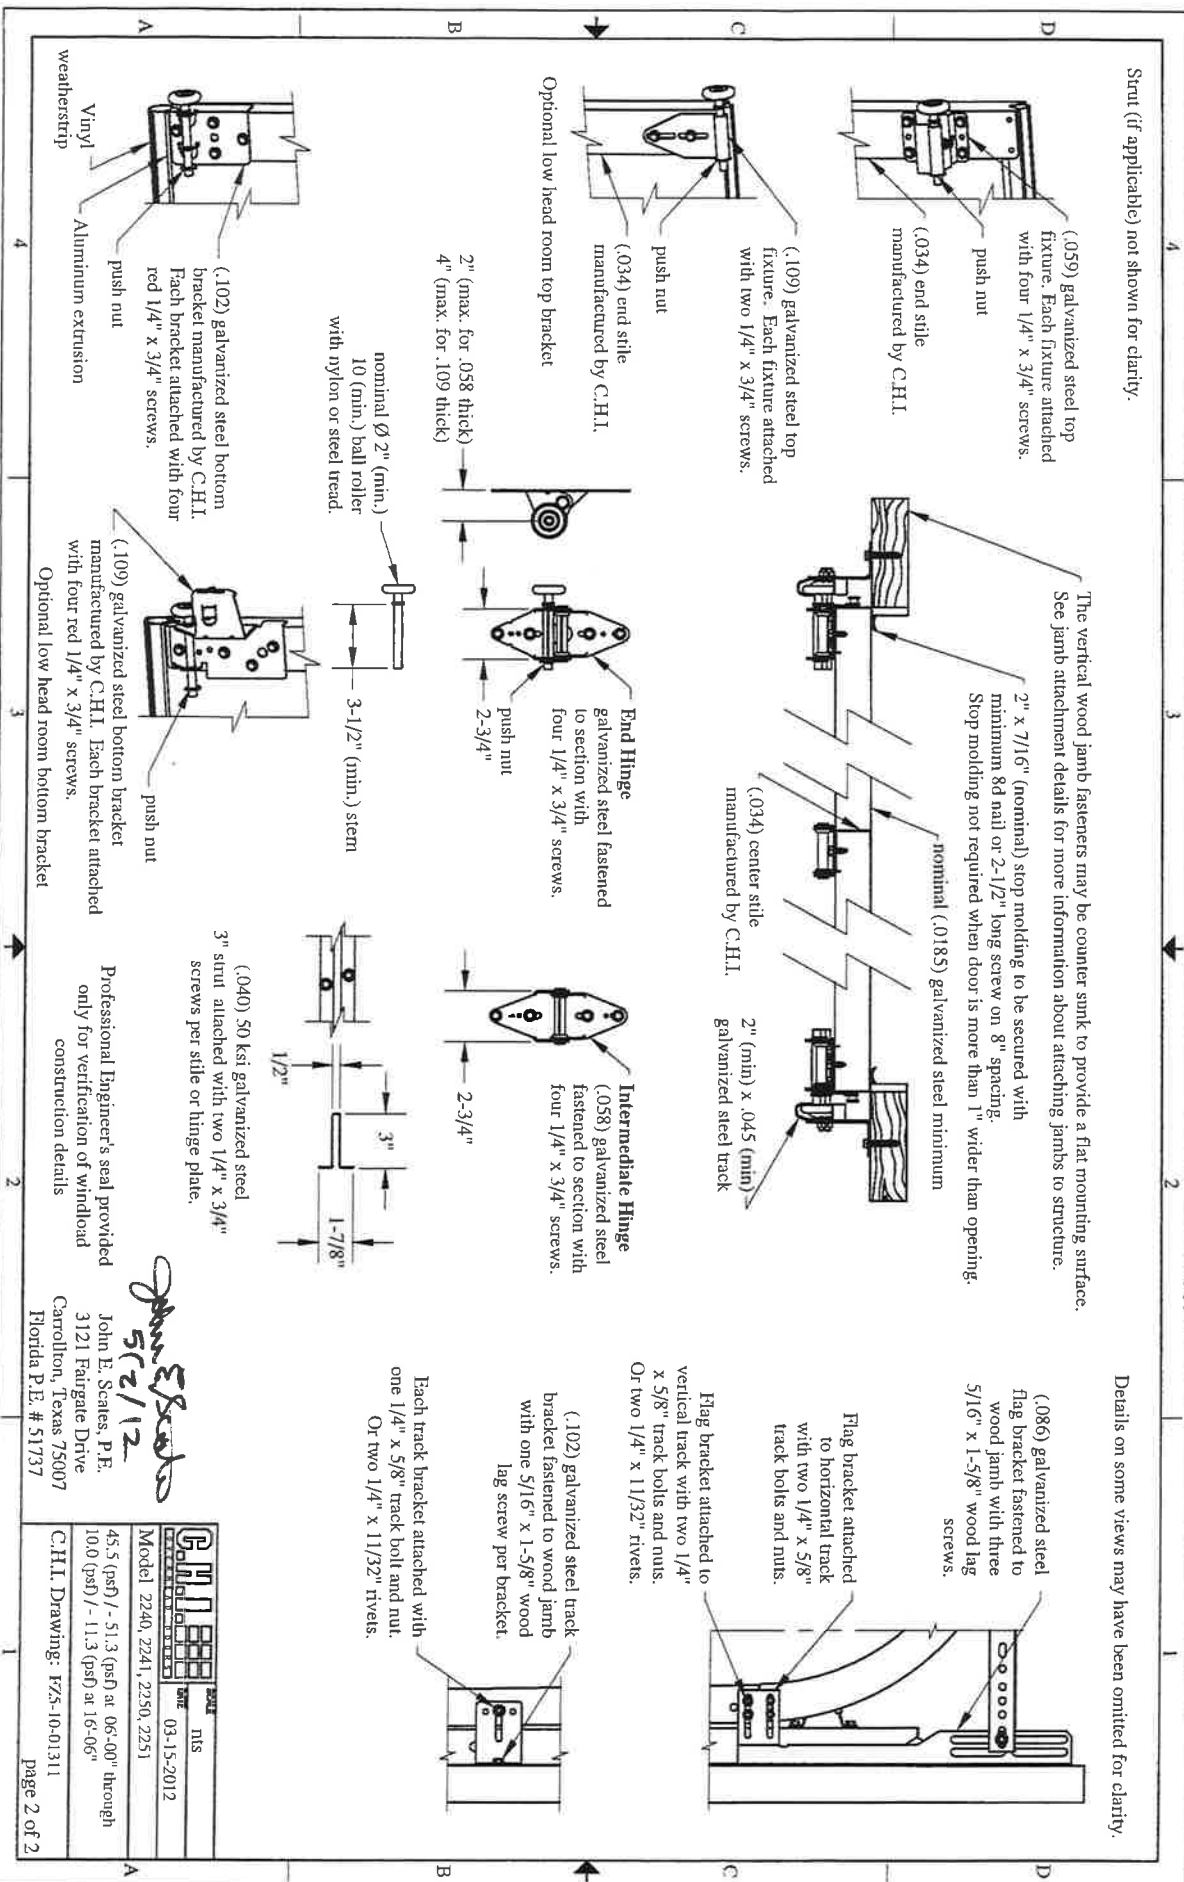 Strut (if applicable) not shown for clarity.
(.059) galvanized steel top
fixture. Each fixture attached
with four 1/4" x 3/4" screws.
push nut
(.034) end stile
manufactured by C.H.I.
(.109) galvanized steel top
fixture. Each fixture attached
with two 1/4" x 3/4" screws.
push nut
(.034) end stile
manufactured by C.H.I.
Optional low head room top bracket
(.102) galvanized steel bottom
bracket manufactured by C.H.I.
Each bracket attached with four
red 1/4" x 3/4" screws.
push nut
Aluminum extrusion
Vinyl
weatherstrip
The vertical wood jamb fasteners may be counter sunk to provide a flat mounting surface.
See jamb attachment details for more information about attaching jambs to structure.
2" x 7/16" (nominal) stop molding to be secured with
minimum 8d nail or 2-1/2" long screw on 8" spacing.
Stop molding not required when door is more than 1" wider than opening.
nominal (.0185) galvanized steel minimum
(.034) center stile
manufactured by C.H.I.
2" (min) x .045 (min)
galvanized steel track
2" (max. for .058 thick)
4" (max. for .109 thick)
End Hinge
galvanized steel fastened
to section with
four 1/4" x 3/4" screws.
push nut
2-3/4"
Intermediate Hinge
(.058) galvanized steel
fastened to section with
four 1/4" x 3/4" screws.
2-3/4"
nominal Ø 2" (min.)
10 (min.) ball roller
with nylon or steel tread.
3-1/2" (min.) stem
3"
1/2"
1-7/8"
(.040) 50 ksi galvanized steel
3" strut attached with two 1/4" x 3/4"
screws per stile or hinge plate.
push nut
(.109) galvanized steel bottom bracket
manufactured by C.H.I. Each bracket attached
with four red 1/4" x 3/4" screws.
Optional low head room bottom bracket
Details on some views may have been omitted for clarity.
(.086) galvanized steel
flag bracket fastened to
wood jamb with three
5/16" x 1-5/8" wood lag
screws.
Flag bracket attached
to horizontal track
with two 1/4" x 5/8"
track bolts and nuts.
Flag bracket attached to
vertical track with two 1/4"
x 5/8" track bolts and nuts.
Or two 1/4" x 11/32" rivets.
(.102) galvanized steel track
bracket fastened to wood jamb
with one 5/16" x 1-5/8" wood
lag screw per bracket.
Each track bracket attached with
one 1/4" x 5/8" track bolt and nut.
Or two 1/4" x 11/32" rivets.
Professional Engineer's seal provided
only for verification of windload
construction details
John E Scates
5/2/12
John E. Scates, P.E.
3121 Fairgate Drive
Carrollton, Texas 75007
Florida P.E. # 51737
C.H.I.
OVERHEAD DOORS
SCALE
nts
DATE
03-15-2012
Model 2240, 2241, 2250, 2251
45.5 (psf) / - 51.3 (psf) at 06'-00" through
10.0 (psf) / - 11.3 (psf) at 16'-06"
C.H.I. Drawing: FZ5-10-01311
page 2 of 2
4
3
2
1
D
C
B
A
4
3
2
1
D
C
B
A